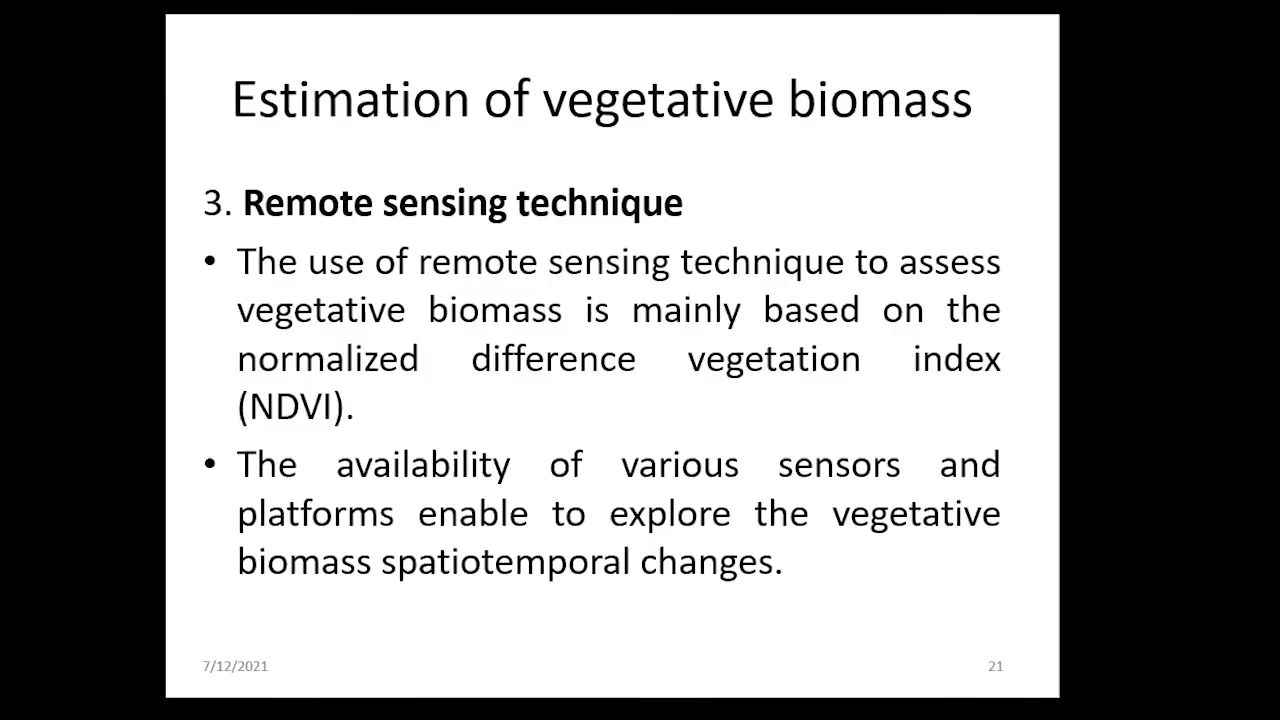 Estimation of vegetative biomass
3. Remote sensing technique
• The use of remote sensing technique to assess
vegetative biomass is mainly based on the
normalized difference vegetation index
(NDVI).
• The availability of various sensors and
platforms enable to explore the vegetative
biomass spatiotemporal changes.
7/12/2021
21